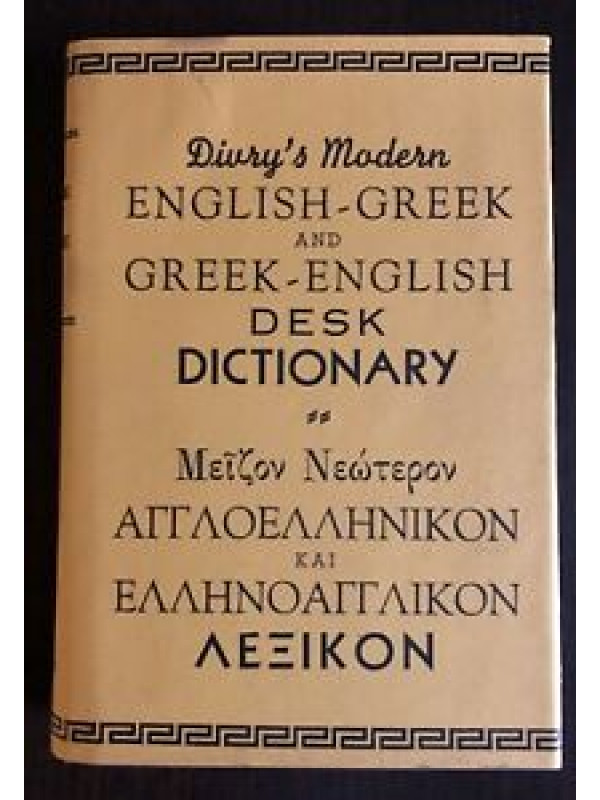 Divry's Modern
ENGLISH-GREEK
AND
GREEK-ENGLISH
DESK
DICTIONARY
Μεῖζον Νεώτερον
ΑΓΓΛΟΕΛΛΗΝΙΚΟΝ
ΚΑΙ
ΕΛΛΗΝΟΑΓΓΛΙΚΟΝ
ΛΕΞΙΚΟΝ